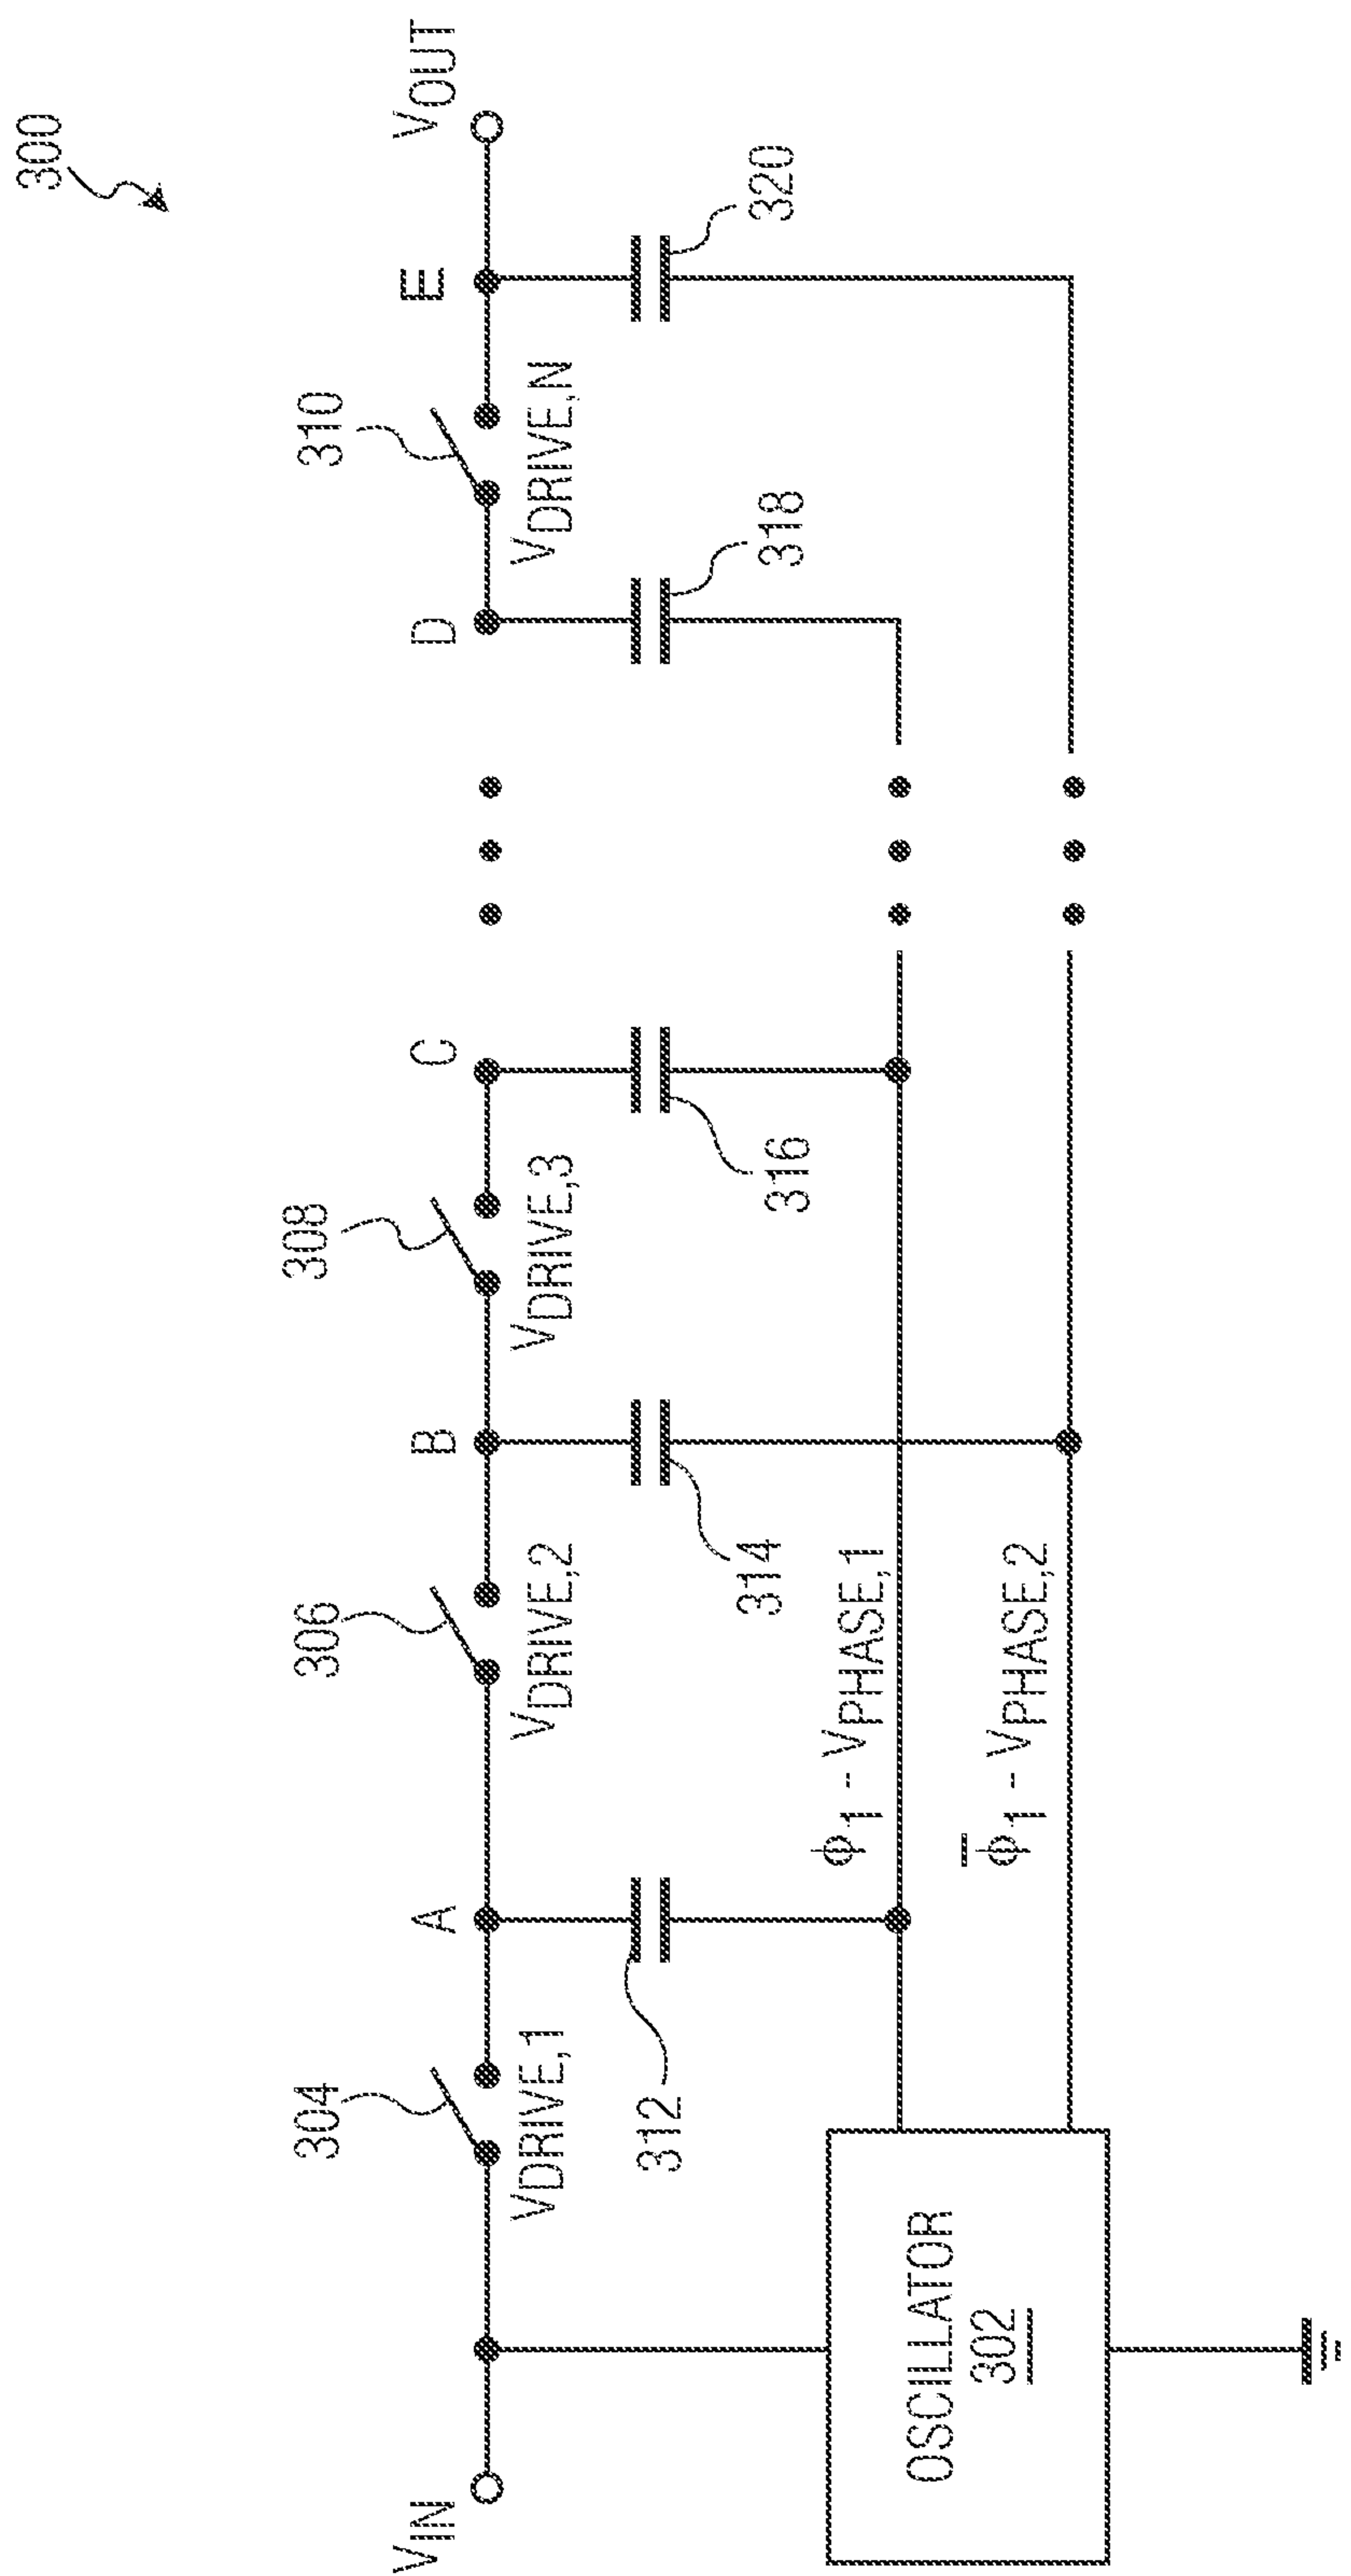 300
VIN
VOUT
304
306
308
310
VDRIVE,1
VDRIVE,2
VDRIVE,3
VDRIVE,N
A
B
C
D
E
312
314
316
318
320
ϕ1 - VPHASE,1
ϕ̅1 - VPHASE,2
OSCILLATOR
302